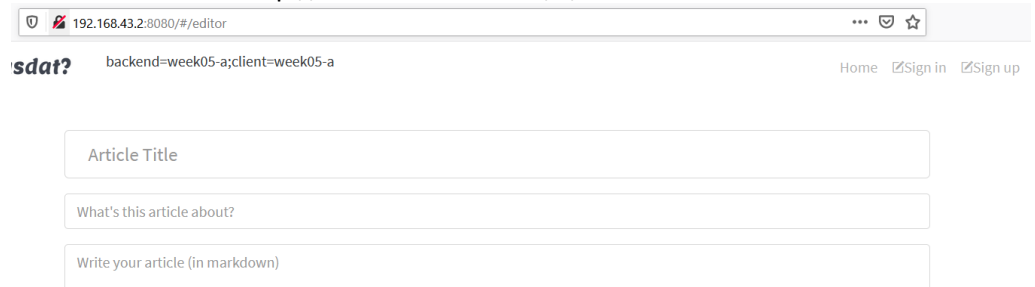 192.168.43.2:8080/#/editor
sdat? backend=week05-a;client=week05-a Home Sign in Sign up
Article Title
What's this article about?
Write your article (in markdown)